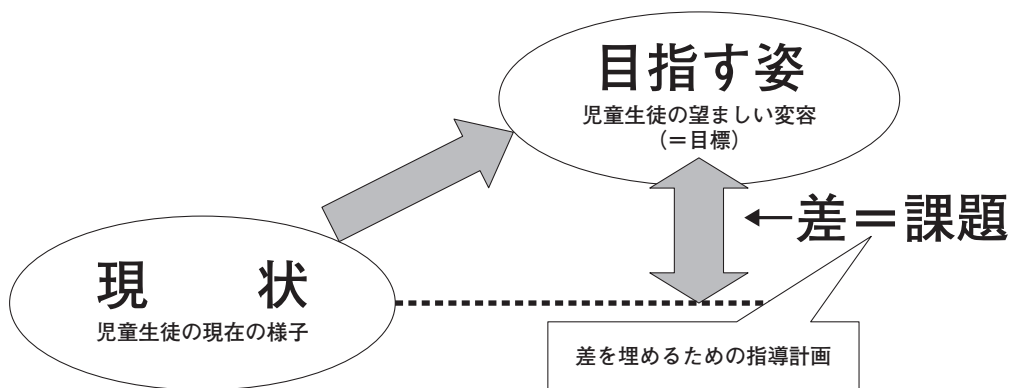 目指す姿
児童生徒の望ましい変容
(＝目標)
←差＝課題
現　　状
児童生徒の現在の様子
差を埋めるための指導計画